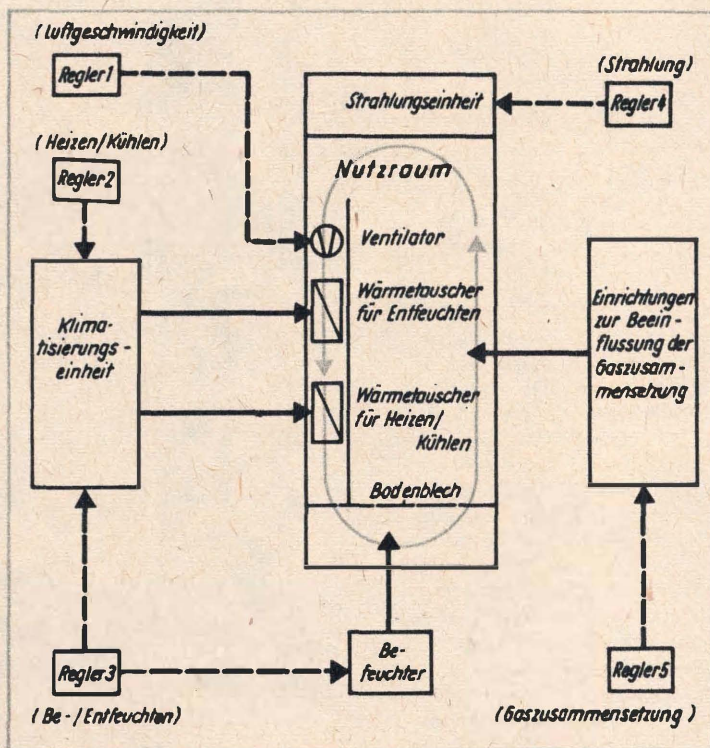 (Luftgeschwindigkeit)
Regler1
(Heizen/Kühlen)
Regler2
Klima-
tisierungs-
einheit
Regler3
(Be-/Entfeuchten)
Strahlungseinheit
Nutzraum
Ventilator
Wärmetauscher
für Entfeuchten
Wärmetauscher
für Heizen/
Kühlen
Bodenblech
Be-
feuchter
(Strahlung)
Regler4
Einrichtungen
zur Beein-
flussung der
Gaszusam-
mensetzung
Regler5
(Gaszusammensetzung)